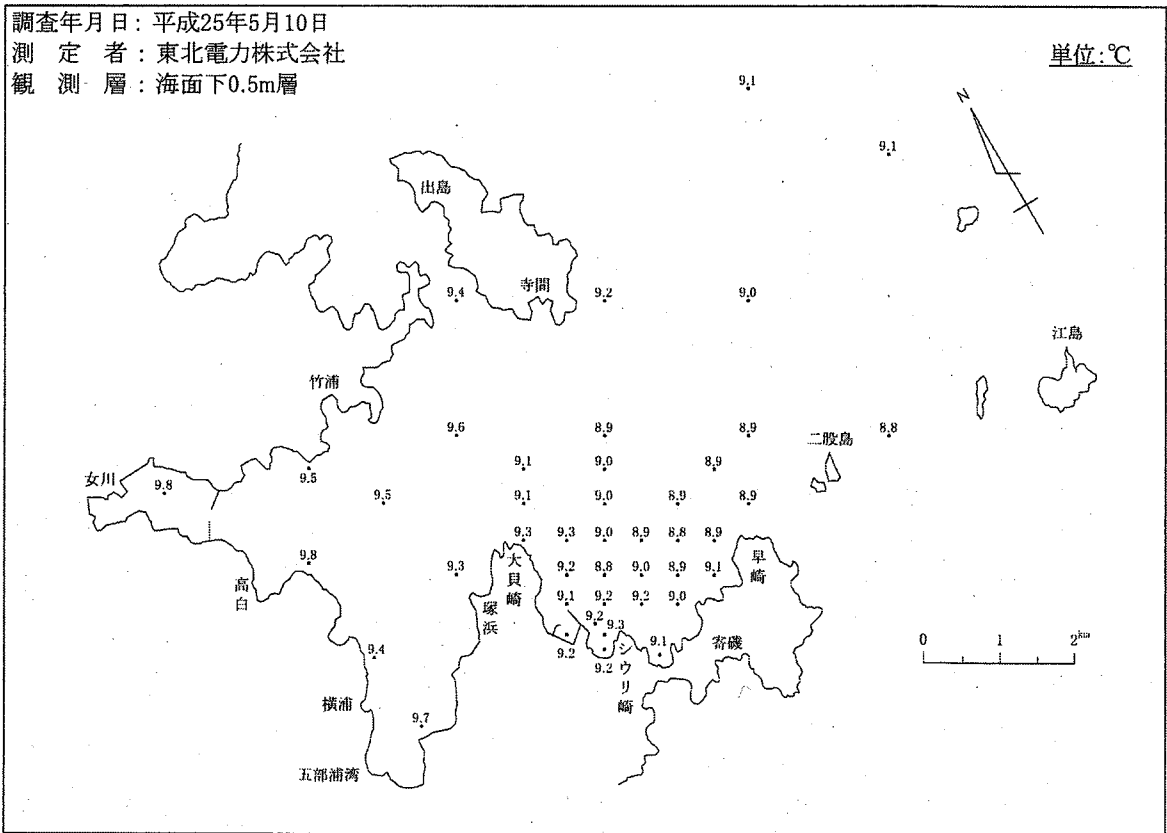 調査年月日：平成25年5月10日
測定者：東北電力株式会社
観測層：海面下0.5m層
単位：℃
9.1
N
9.1
出島
寺間
9.4 9.2 9.0
江島
竹浦
9.6 8.9 8.9 8.8
二股島
9.1 9.0 8.9
女川
9.8 9.5
9.5 9.1 9.0 8.9 8.9
9.3 9.3 9.0 8.9 8.8 8.9
9.8 9.3 9.2 8.8 9.0 8.9 9.1
大貝崎
早崎
高白
塚浜
9.1 9.2 9.2 9.0
9.2 9.3
9.2 9.2 9.1
シウリ崎
寄磯
0 2km
9.4
横浦
9.7
五部浦湾